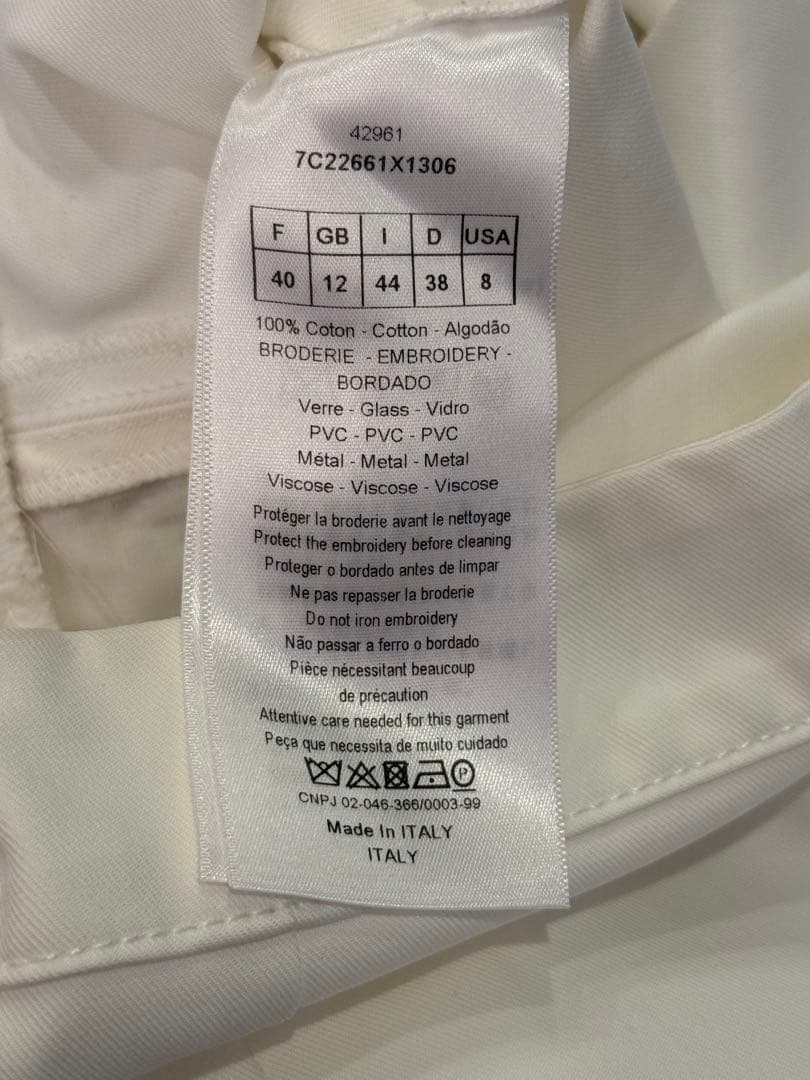 42961
7C22661X1306
F GB I D USA
40 12 44 38 8
100% Coton - Cotton - Algodão
BRODERIE - EMBROIDERY -
BORDADO
Verre - Glass - Vidro
PVC - PVC - PVC
Métal - Metal - Metal
Viscose - Viscose - Viscose
Protéger la broderie avant le nettoyage
Protect the embroidery before cleaning
Proteger o bordado antes de limpar
Ne pas repasser la broderie
Do not iron embroidery
Não passar a ferro o bordado
Pièce nécessitant beaucoup
de précaution
Attentive care needed for this garment
Peça que necessita de muito cuidado
P
CNPJ 02-046-366/0003-99
Made In ITALY
ITALY